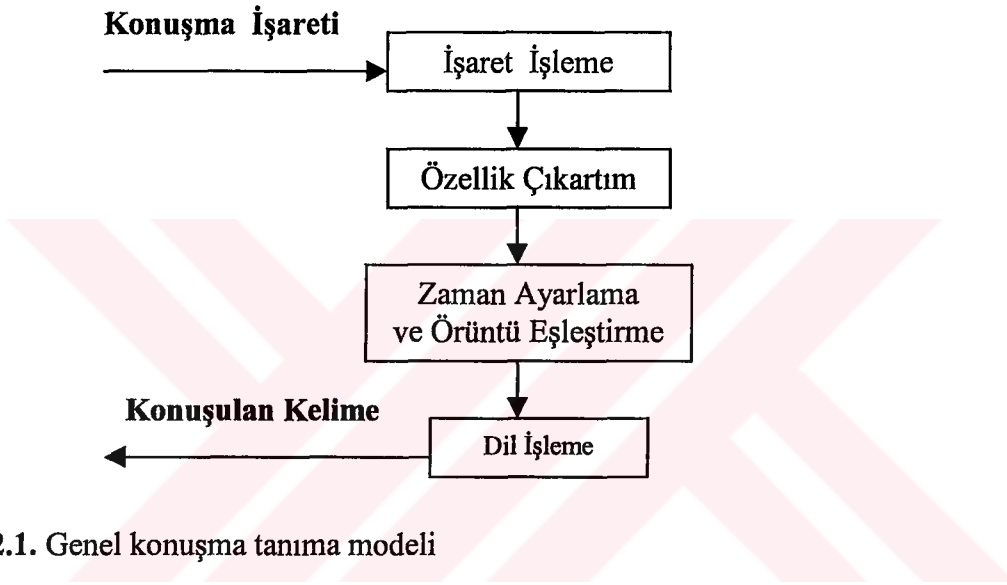 Konuşma İşareti
İşaret İşleme
Özellik Çıkartım
Zaman Ayarlama
ve Örüntü Eşleştirme
Konuşulan Kelime
Dil İşleme
2.1. Genel konuşma tanıma modeli